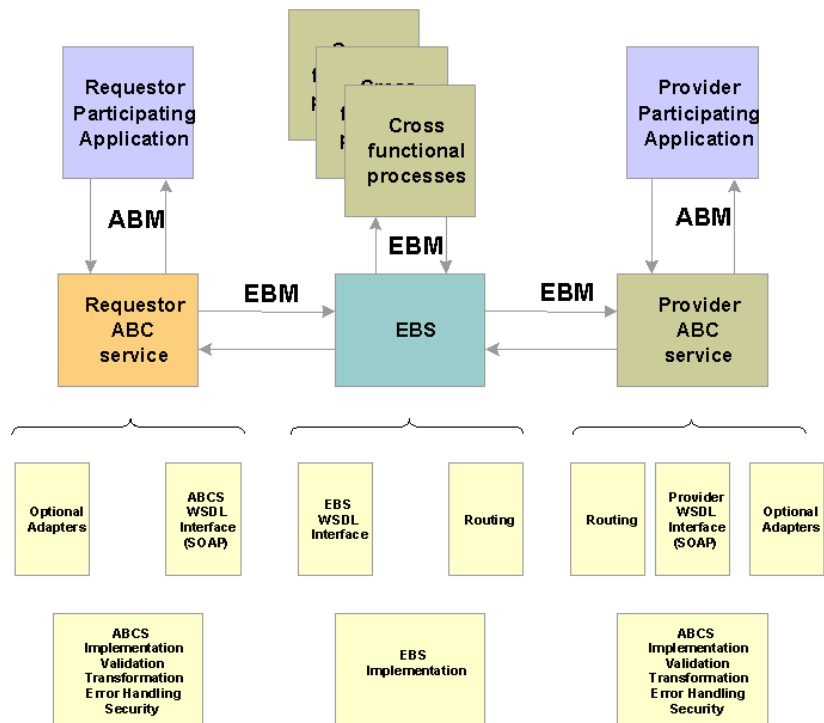 Requestor
Participating
Application
C
f
p
Cross
f
p
Cross
functional
processes
Provider
Participating
Application
ABM
EBM
ABM
Requestor
ABC
service
EBM
EBS
EBM
Provider
ABC
service
Optional
Adapters
ABCS
WSDL
Interface
(SOAP)
EBS
WSDL
Interface
Routing
Routing
Provider
WSDL
Interface
(SOAP)
Optional
Adapters
ABCS
Implementation
Validation
Transformation
Error Handling
Security
EBS
Implementation
ABCS
Implementation
Validation
Transformation
Error Handling
Security